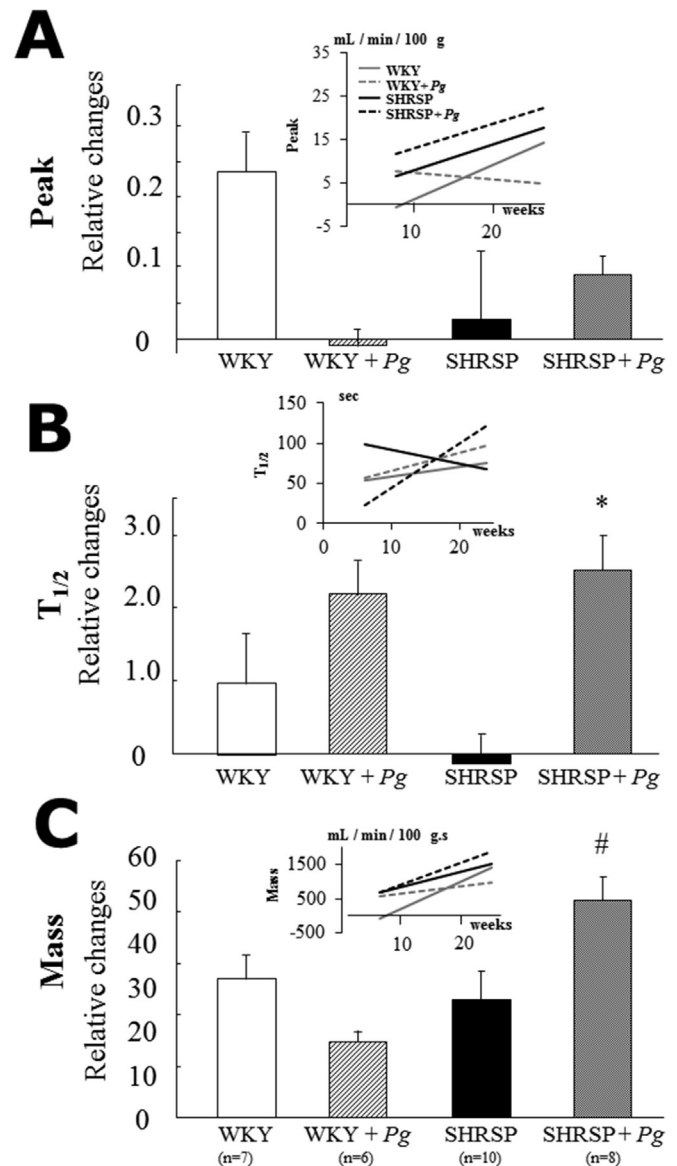 A
Peak
Relative changes
0.3
0.2
0.1
0
mL / min / 100 g
Peak
35
25
15
5
-5
WKY
WKY+Pg
SHRSP
SHRSP+Pg
10
20
weeks
WKY
WKY + Pg
SHRSP
SHRSP + Pg
B
T1/2
Relative changes
3.0
2.0
1.0
0
sec
T1/2
150
100
50
0
0
10
20
weeks
*
WKY
WKY + Pg
SHRSP
SHRSP + Pg
C
Mass
Relative changes
60
50
40
30
20
10
0
mL / min / 100 g.s
Mass
1500
500
-500
10
20
weeks
#
WKY
WKY + Pg
SHRSP
SHRSP + Pg
(n=7)
(n=6)
(n=10)
(n=8)